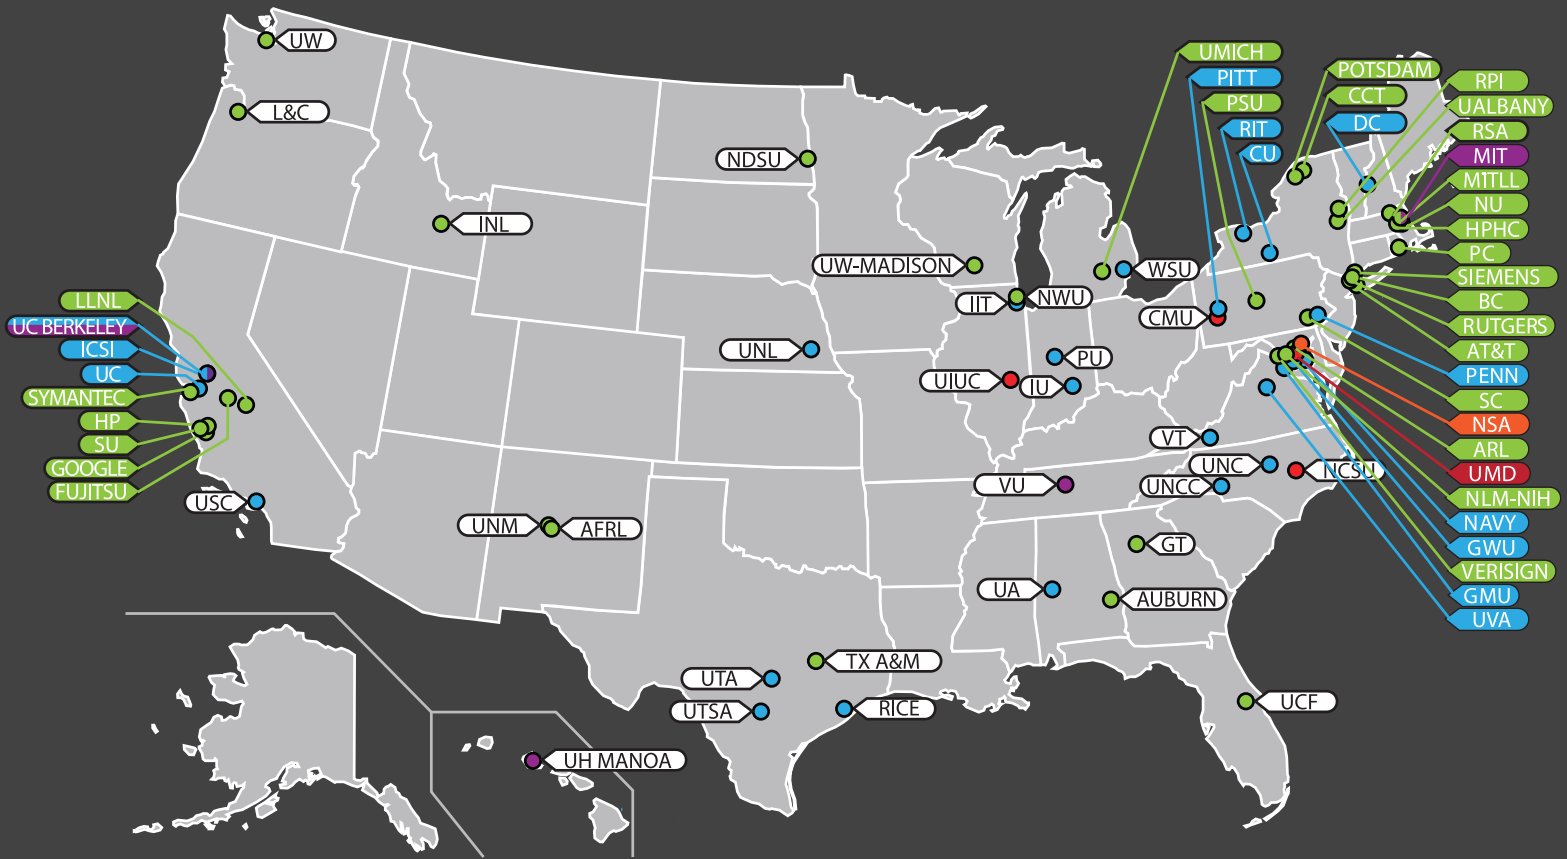 UW
L&C
NDSU
INL
UW-MADISON
IIT
NWU
WSU
UMICH
PITT
PSU
RIT
CU
POTSDAM
CCT
DC
RPI
UALBANY
RSA
MIT
MITLL
NU
HPHC
PC
SIEMENS
BC
RUTGERS
AT&T
PENN
SC
NSA
ARL
UMD
NLM-NIH
NAVY
GWU
VERISIGN
GMU
UVA
LLNL
UC BERKELEY
ICSI
UC
SYMANTEC
HP
SU
GOOGLE
FUJITSU
USC
UNL
CMU
PU
UIUC
IU
VT
UNC
NCSU
VU
UNCC
UNM
AFRL
GT
UA
AUBURN
TX A&M
UTA
UTSA
RICE
UCF
UH MANOA